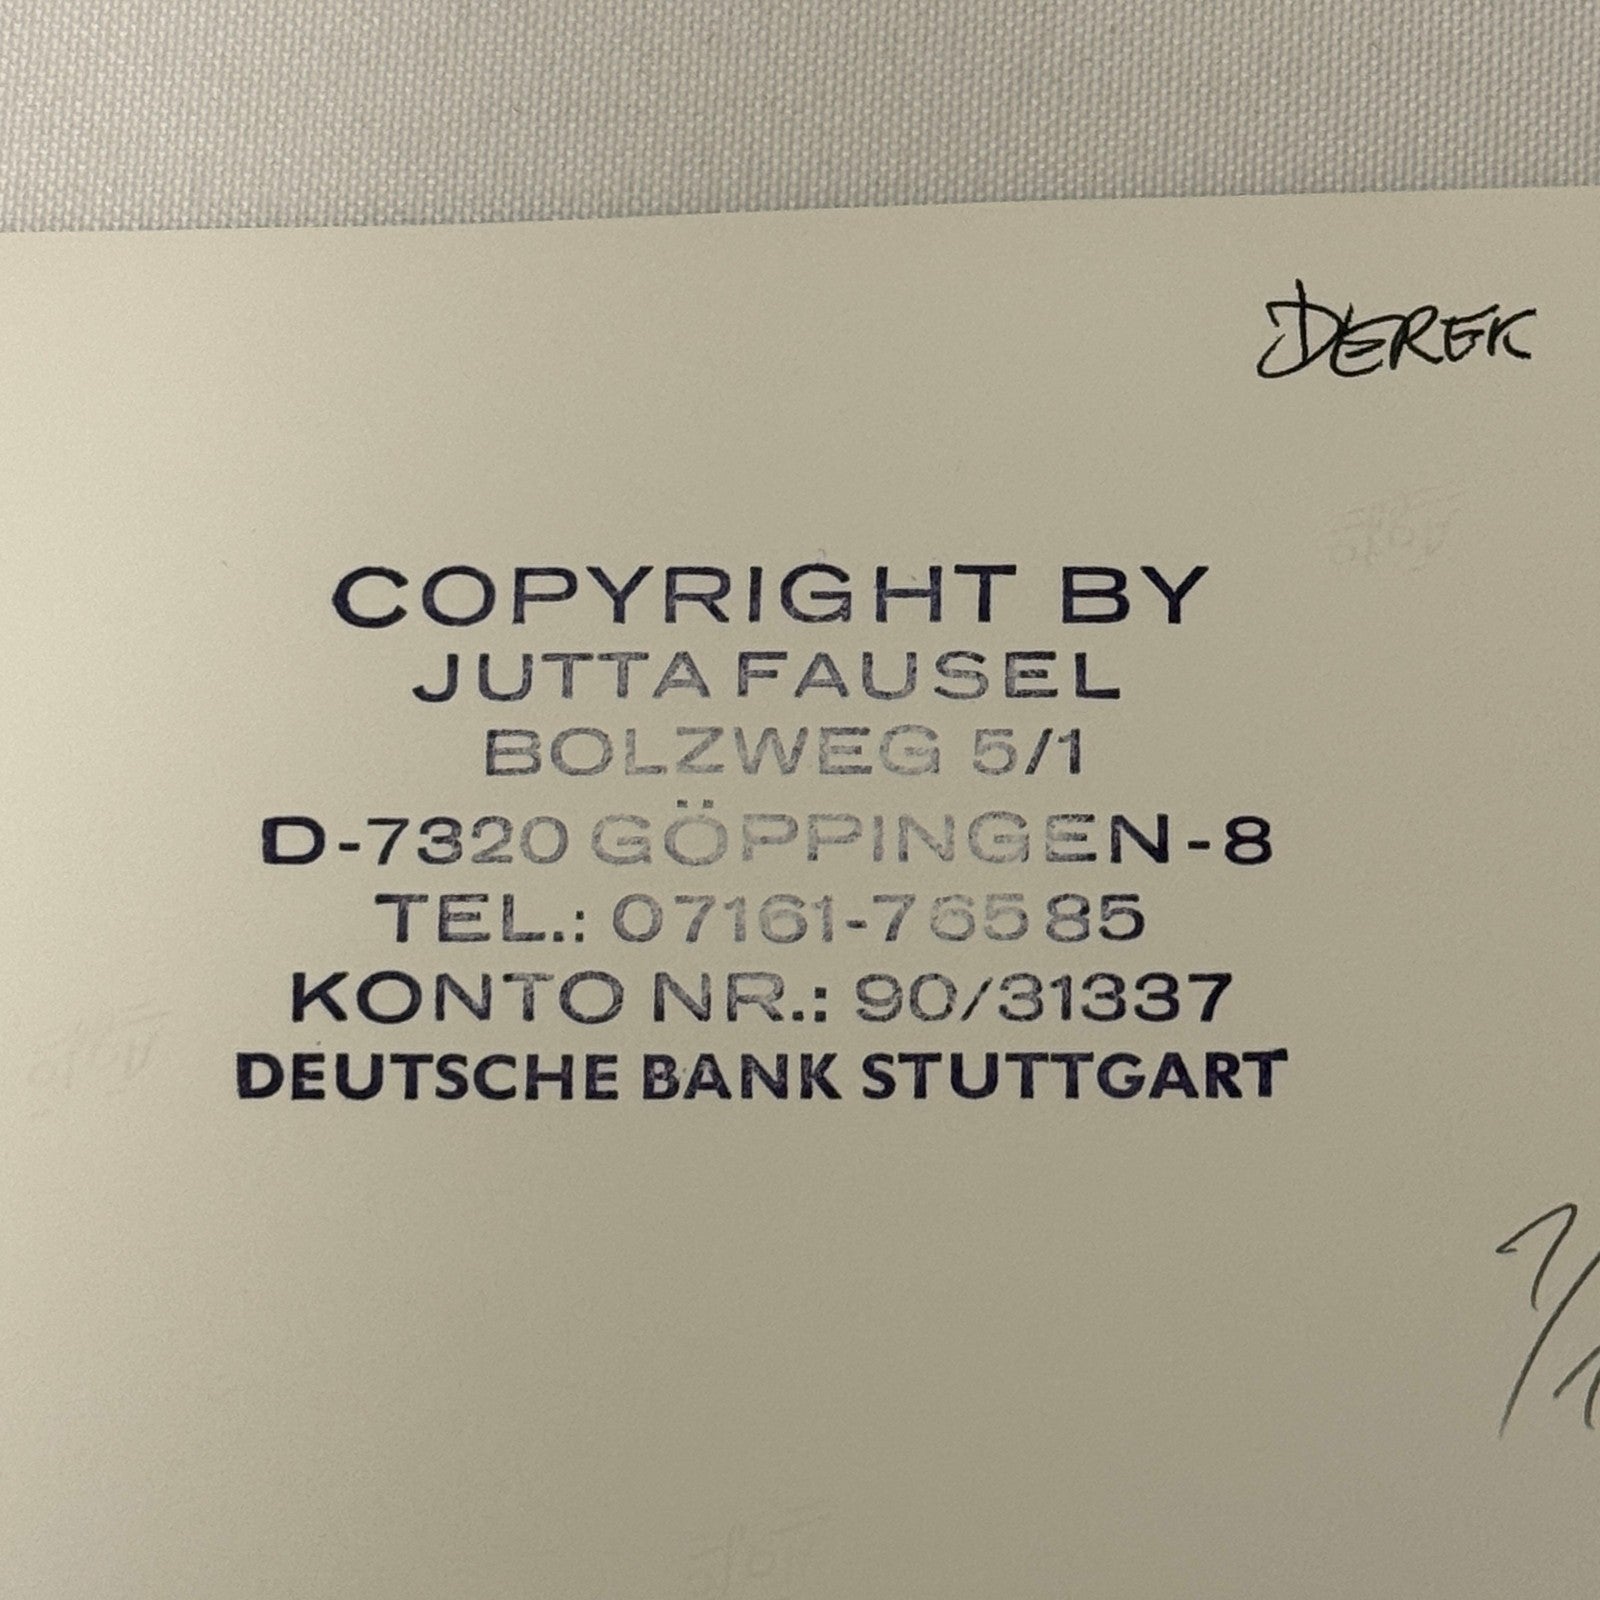 DEREK
COPYRIGHT BY
JUTTA FAUSEL
BOLZWEG 5/1
D-7320 GÖPPINGEN-8
TEL.: 07161-76585
KONTO NR.: 90/31337
DEUTSCHE BANK STUTTGART